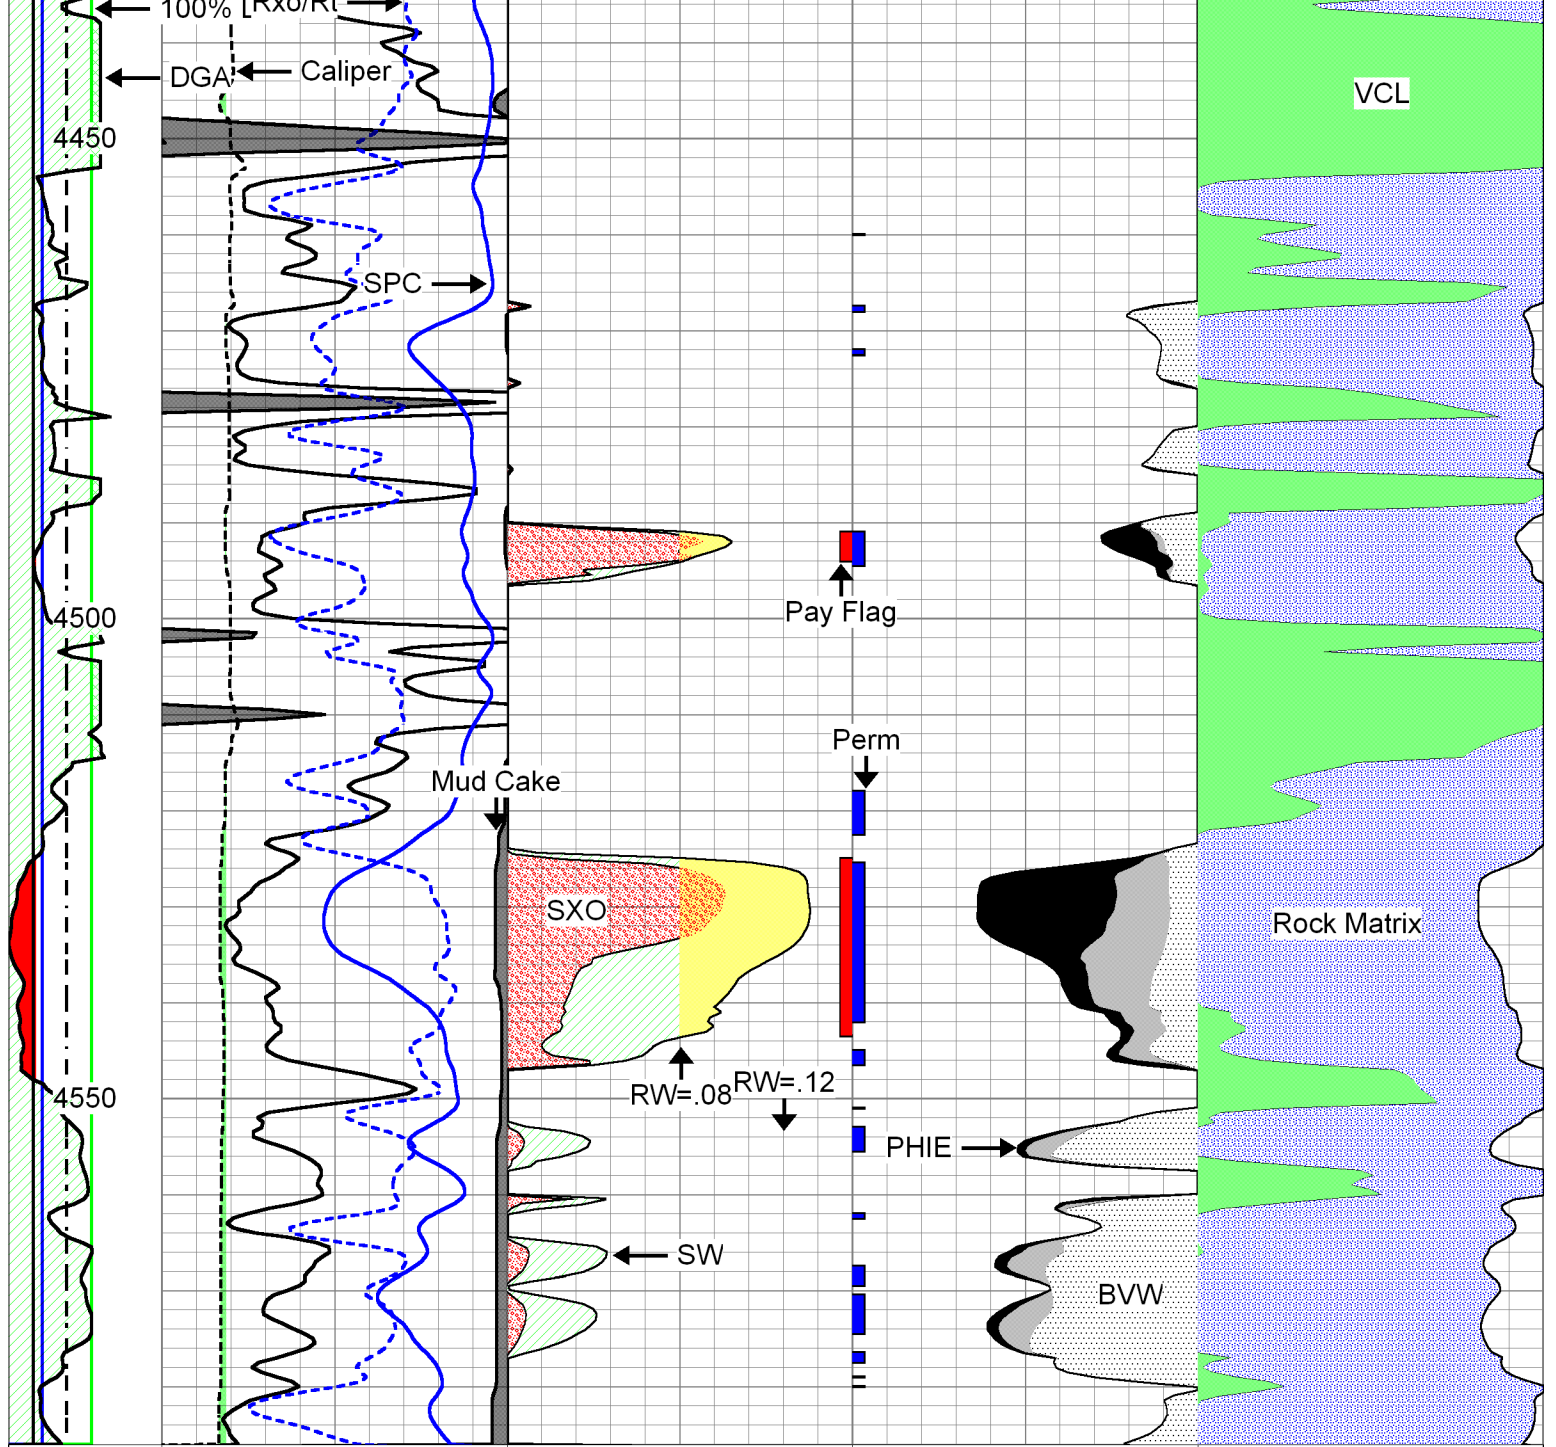 100% [Rxo/Rt
DGA
Caliper
VCL
4450
SPC
4500
Pay Flag
Perm
Mud Cake
SXO
Rock Matrix
4550
RW=.08
RW=.12
PHIE
SW
BVW